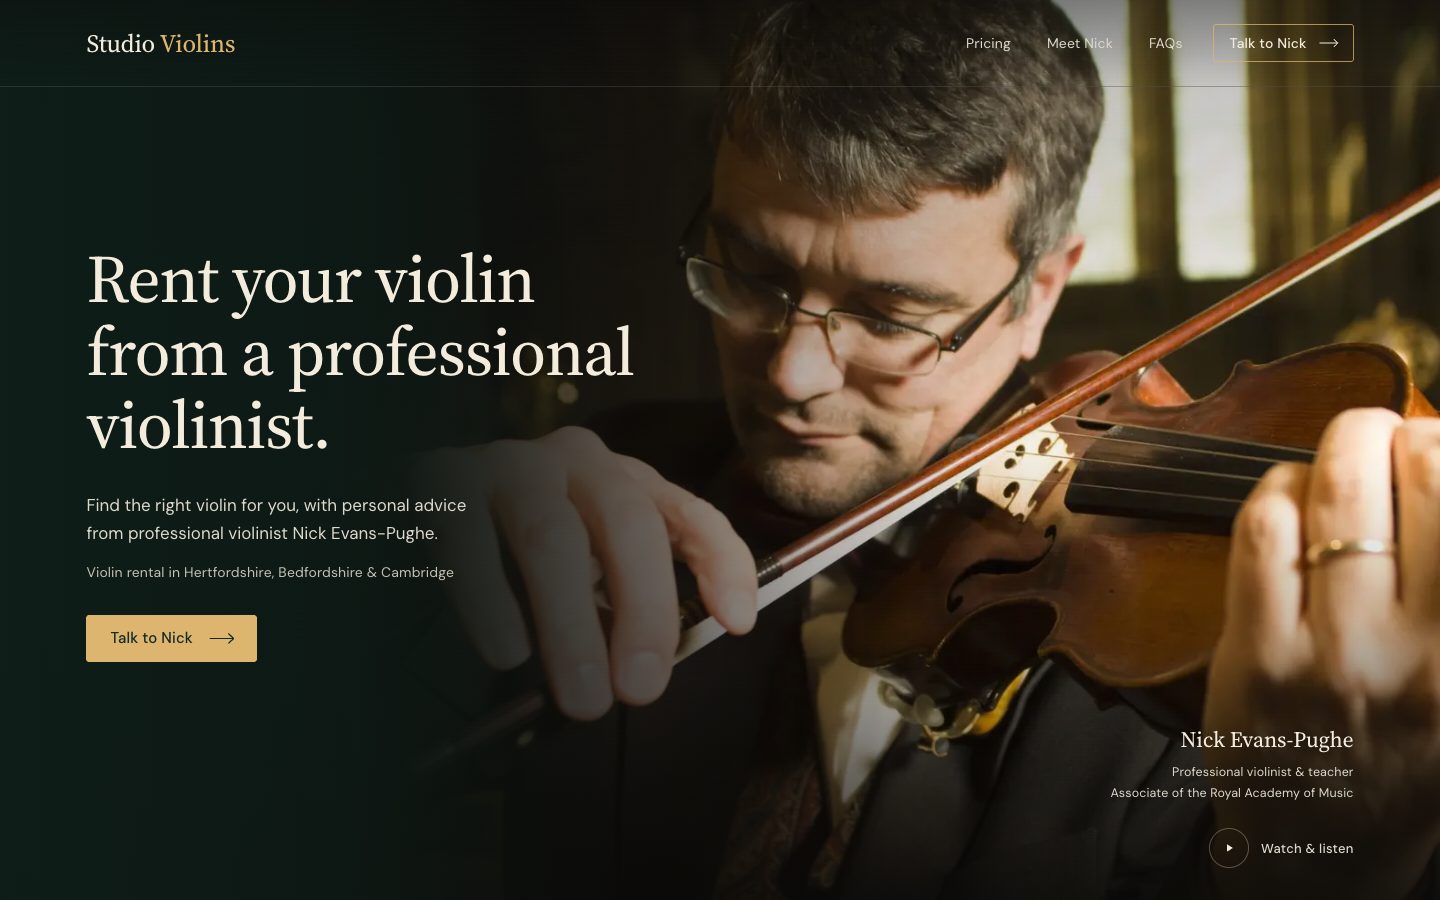 Studio Violins
Pricing
Meet Nick
FAQs
Talk to Nick
Rent your violin
from a professional
violinist.
Find the right violin for you, with personal advice
from professional violinist Nick Evans-Pughe.
Violin rental in Hertfordshire, Bedfordshire & Cambridge
Talk to Nick
Nick Evans-Pughe
Professional violinist & teacher
Associate of the Royal Academy of Music
Watch & listen